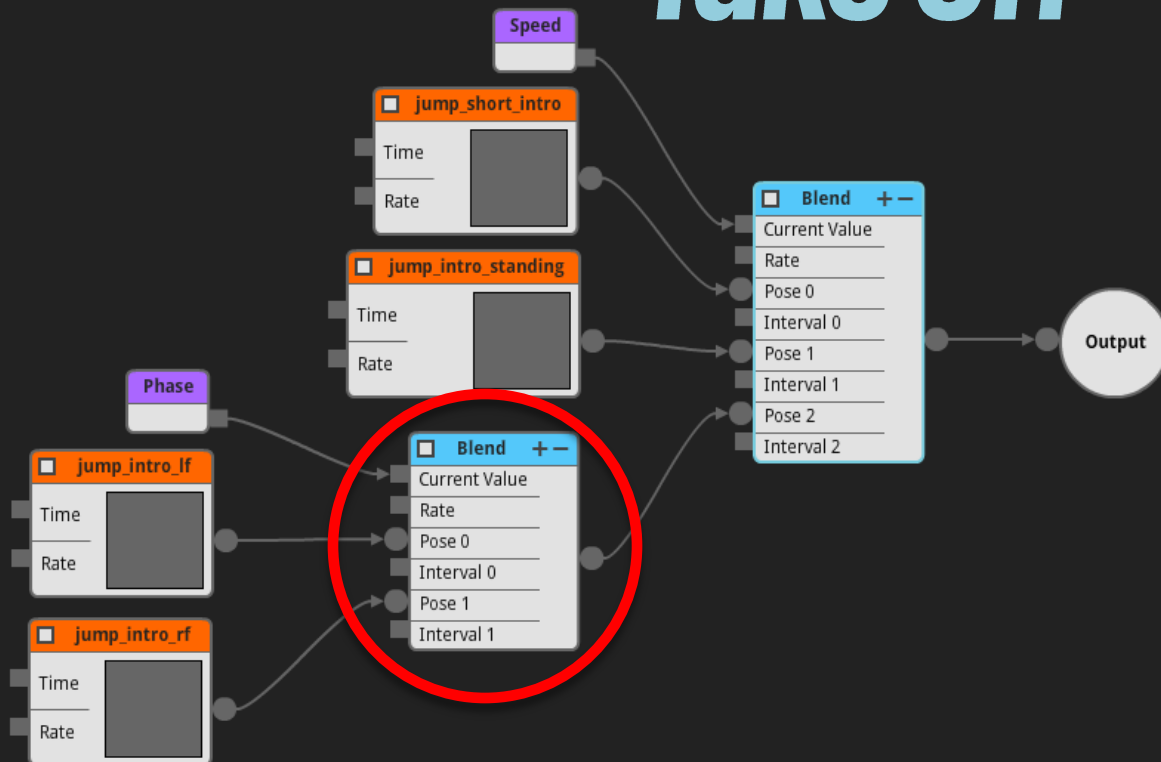 Take off
Speed
jump_short_intro
Time
Rate
jump_intro_standing
Time
Rate
Phase
jump_intro_lf
Time
Rate
jump_intro_rf
Time
Rate
Blend
Current Value
Rate
Pose 0
Interval 0
Pose 1
Interval 1
Blend
Current Value
Rate
Pose 0
Interval 0
Pose 1
Interval 1
Pose 2
Interval 2
Output